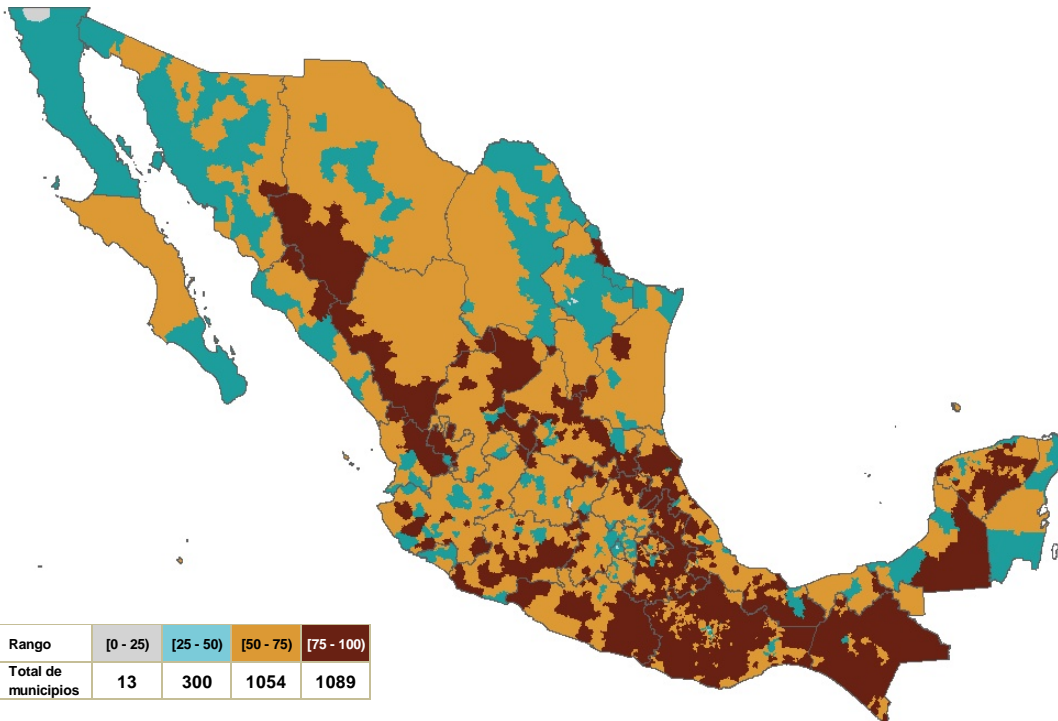 Rango [0 - 25) [25 - 50) [50 - 75) [75 - 100)
Total de
municipios 13 300 1054 1089